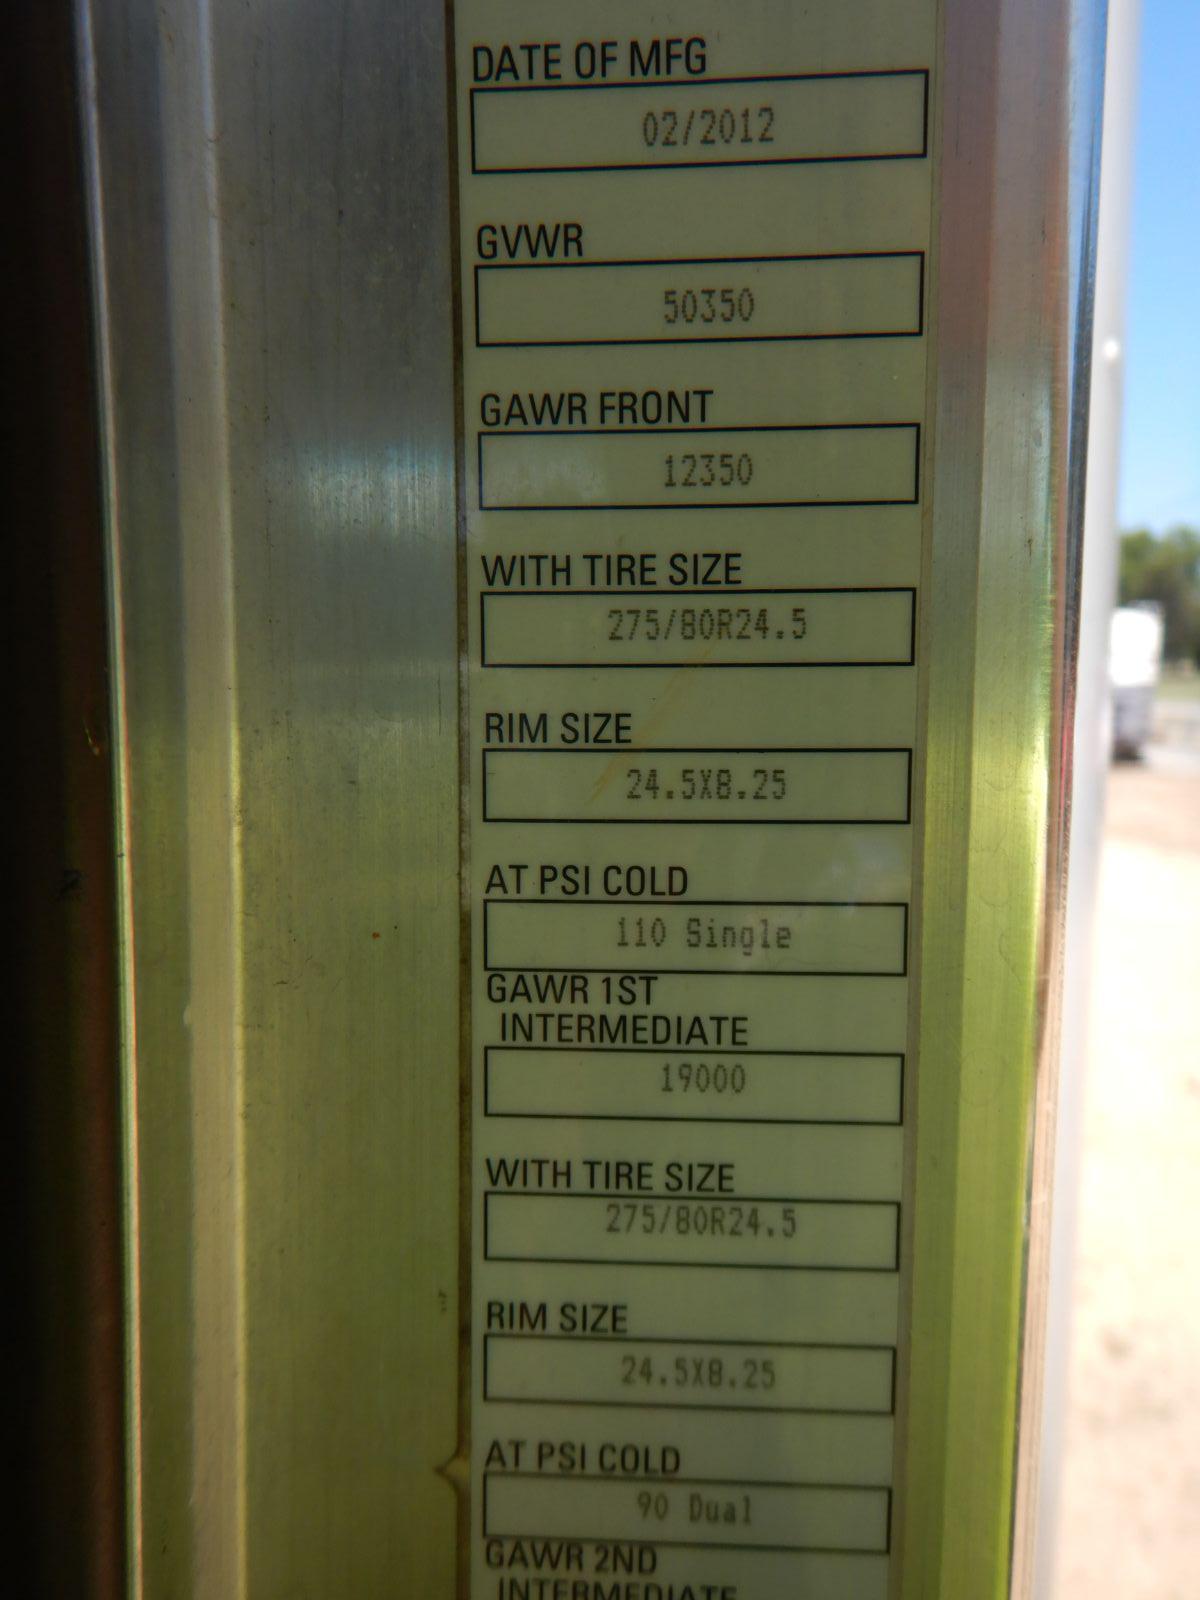 DATE OF MFG
02/2012
GVWR
50350
GAWR FRONT
12350
WITH TIRE SIZE
275/80R24.5
RIM SIZE
24.5X8.25
AT PSI COLD
110 Single
GAWR 1ST
INTERMEDIATE
19000
WITH TIRE SIZE
275/80R24.5
RIM SIZE
24.5X8.25
AT PSI COLD
90 Dual
GAWR 2ND
INTERMEDIATE